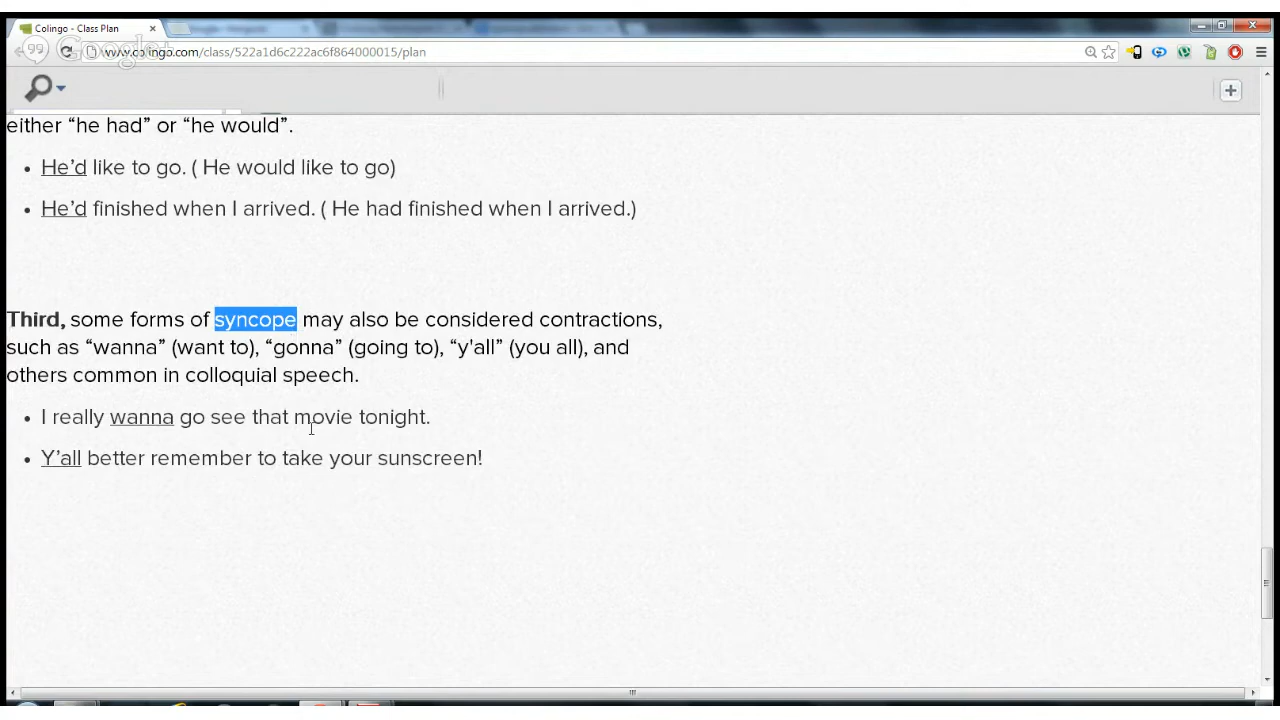 Colingo - Class Plan
Google+
www.colingo.com/class/522a1d6c222ac6f864000015/plan
either “he had” or “he would”.
• He’d like to go. ( He would like to go)
• He’d finished when I arrived. ( He had finished when I arrived.)
Third, some forms of syncope may also be considered contractions,
such as “wanna” (want to), “gonna” (going to), “y'all” (you all), and
others common in colloquial speech.
• I really wanna go see that movie tonight.
• Y’all better remember to take your sunscreen!